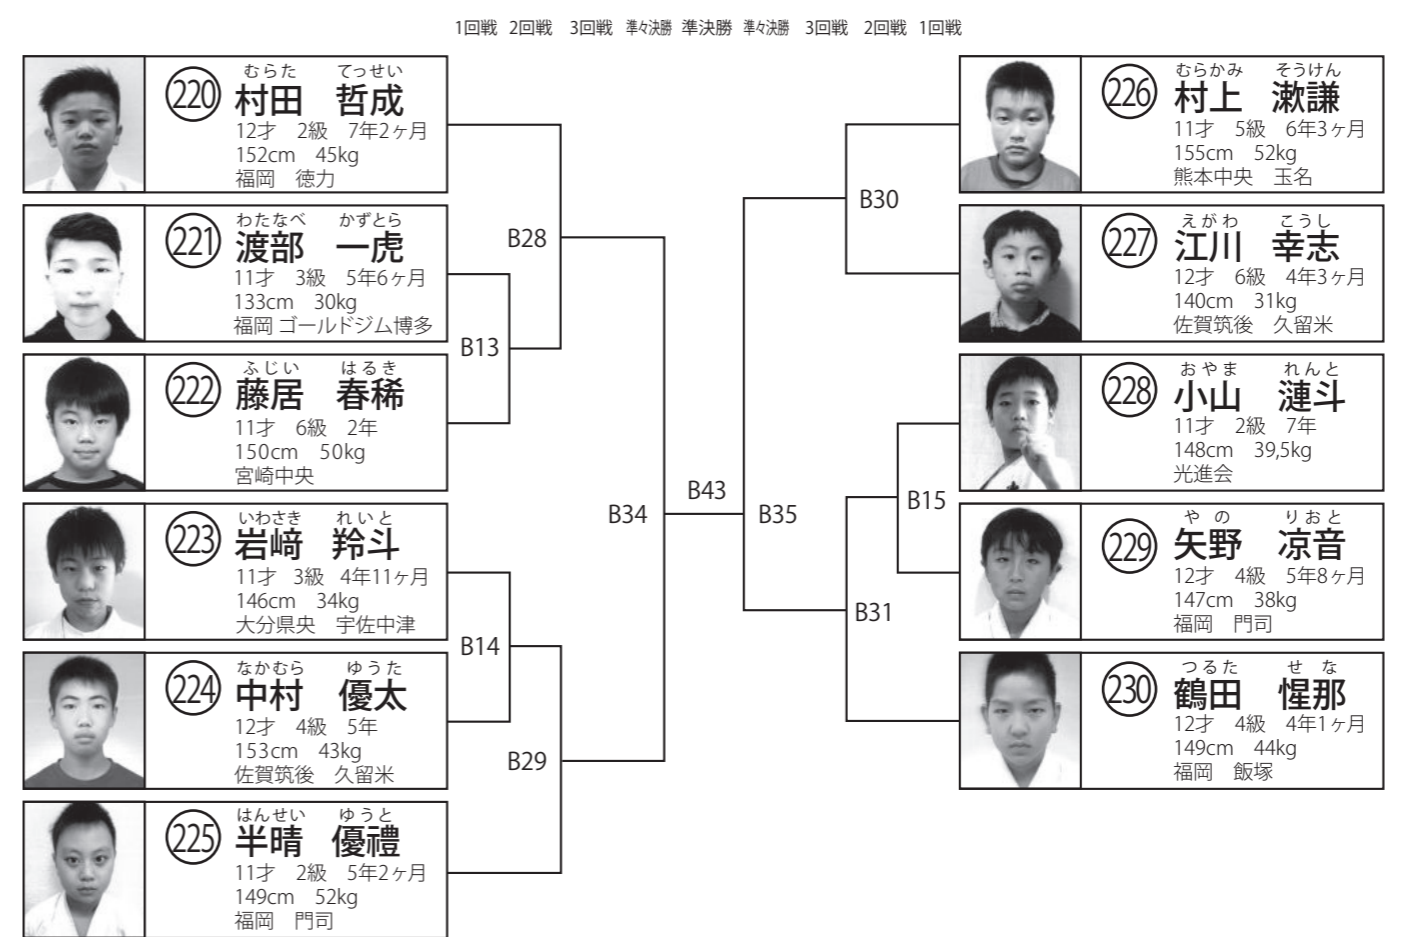 1回戦 2回戦 3回戦 準々決勝 準決勝 準々決勝 3回戦 2回戦 1回戦
220
むらた てっせい
村田 哲成
12才 2級 7年2ヶ月
152cm 45kg
福岡 徳力
221
わたなべ かずとら
渡部 一虎
11才 3級 5年6ヶ月
133cm 30kg
福岡 ゴールドジム博多
222
ふじい はるき
藤居 春稀
11才 6級 2年
150cm 50kg
宮崎中央
223
いわさき れいと
岩﨑 羚斗
11才 3級 4年11ヶ月
146cm 34kg
大分県央 宇佐中津
224
なかむら ゆうた
中村 優太
12才 4級 5年
153cm 43kg
佐賀筑後 久留米
225
はんせい ゆうと
半晴 優禮
11才 2級 5年2ヶ月
149cm 52kg
福岡 門司
B28
B13
B14
B29
B34
B43
B35
B30
B15
B31
226
むらかみ そうけん
村上 漱謙
11才 5級 6年3ヶ月
155cm 52kg
熊本中央 玉名
227
えがわ こうし
江川 幸志
12才 6級 4年3ヶ月
140cm 31kg
佐賀筑後 久留米
228
おやま れんと
小山 漣斗
11才 2級 7年
148cm 39,5kg
光進会
229
やの りおと
矢野 凉音
12才 4級 5年8ヶ月
147cm 38kg
福岡 門司
230
つるた せな
鶴田 惺那
12才 4級 4年1ヶ月
149cm 44kg
福岡 飯塚